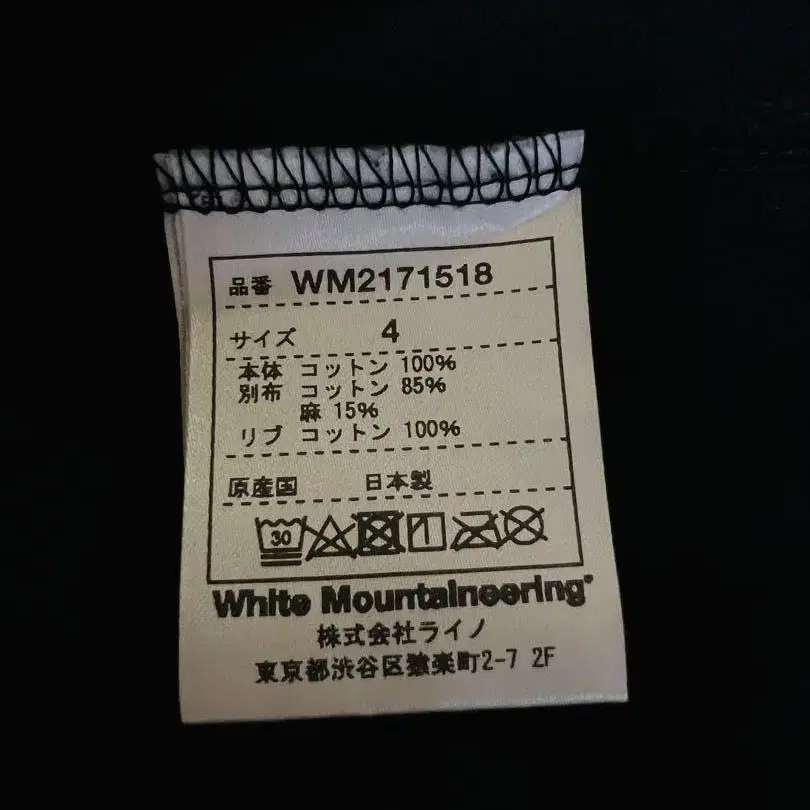 品番 WM2171518
サイズ 4
本体 コットン 100%
別布 コットン 85%
麻 15%
リブ コットン 100%
原産国 日本製
30
White Mountaineering®
株式会社ライノ
東京都渋谷区猿楽町2-7 2F